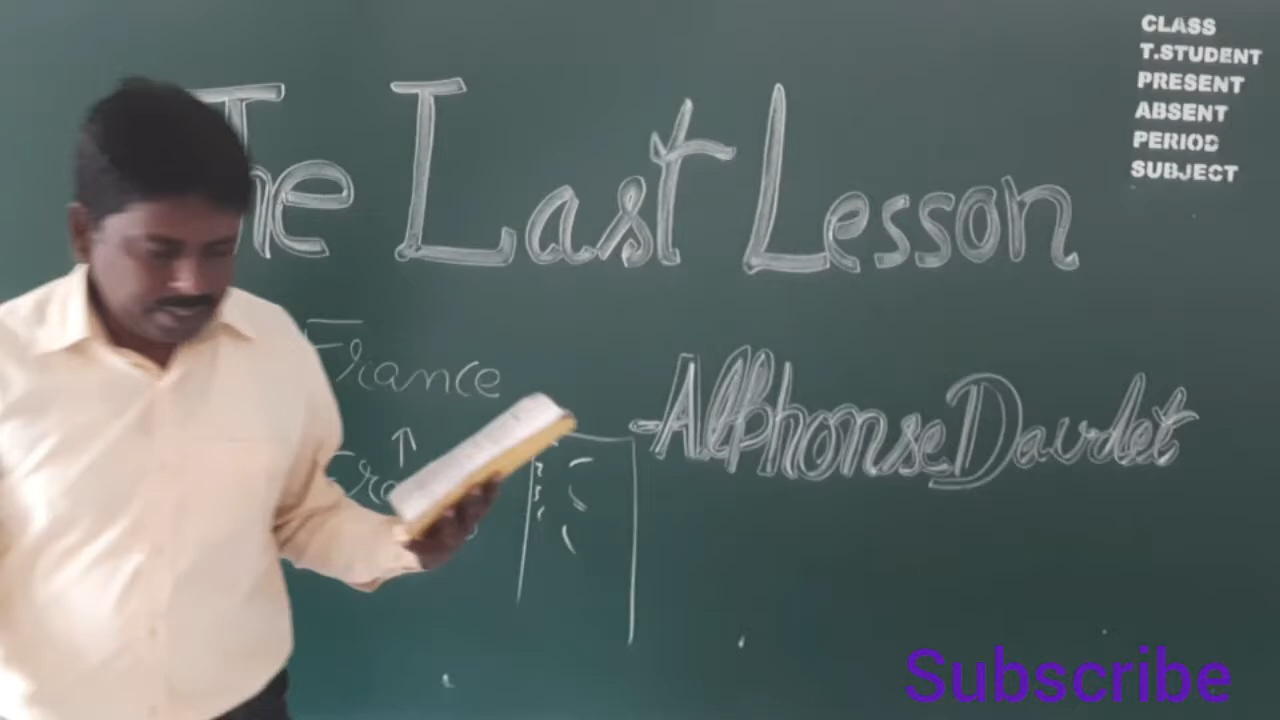 The Last Lesson
CLASS
T.STUDENT
PRESENT
ABSENT
PERIOD
SUBJECT
France
-Alphonse Daudet
Subscribe